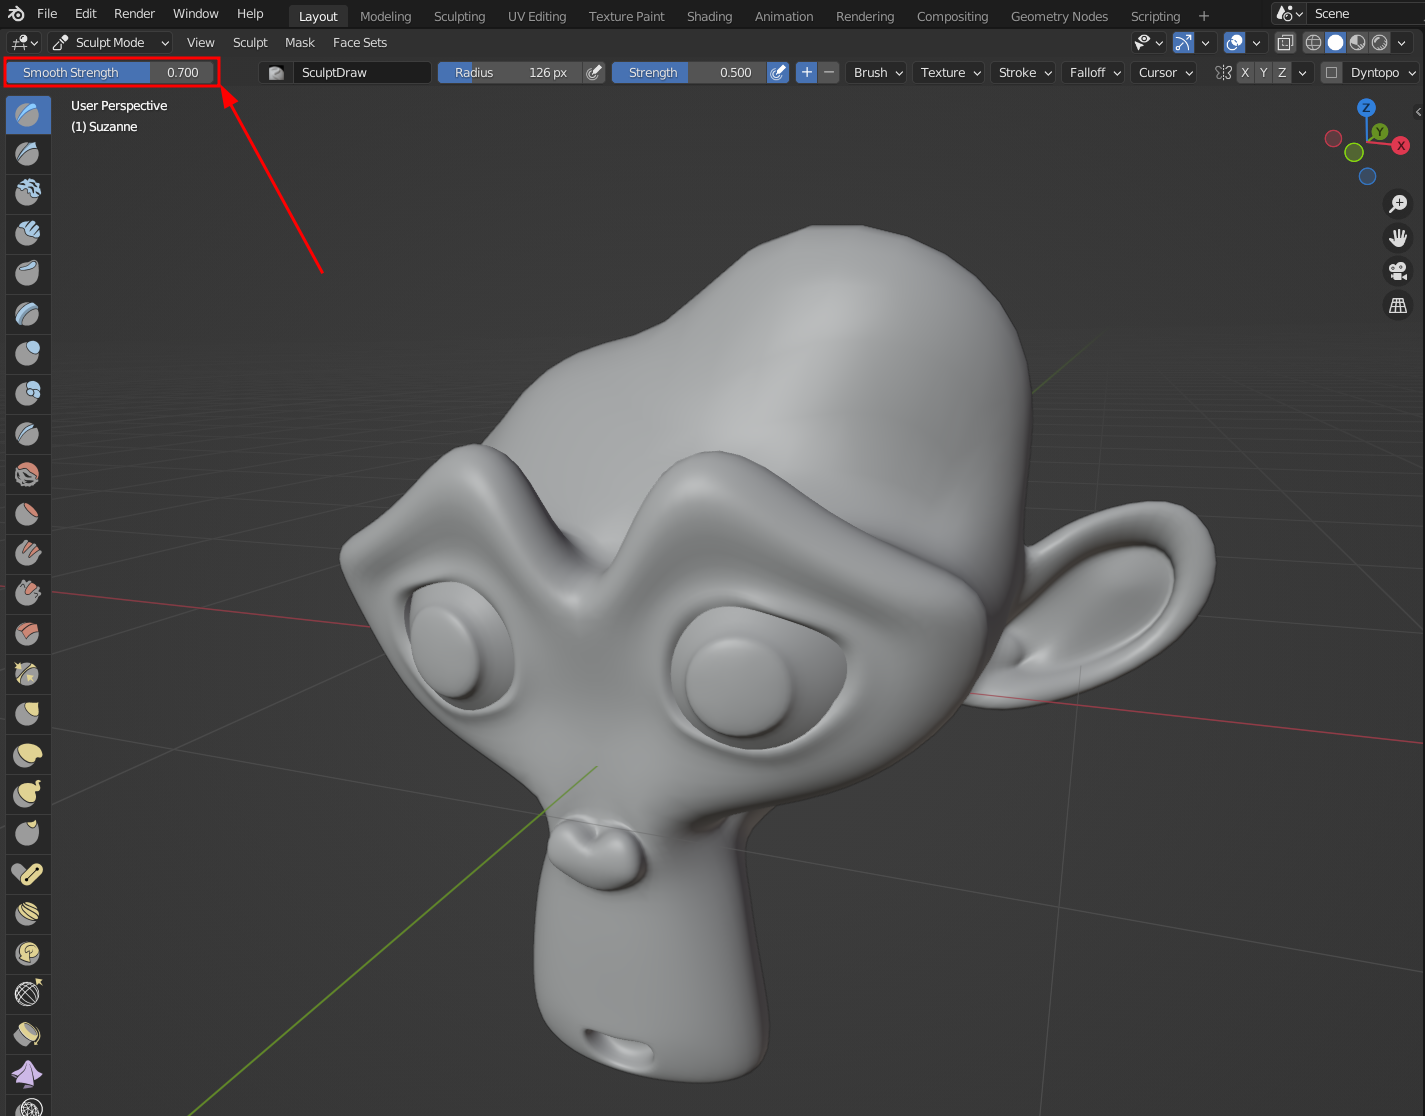 File Edit Render Window Help Layout Modeling Sculpting UV Editing Texture Paint Shading Animation Rendering Compositing Geometry Nodes Scripting + Scene
Sculpt Mode View Sculpt Mask Face Sets
Smooth Strength 0.700 SculptDraw Radius 126 px Strength 0.500 + − Brush Texture Stroke Falloff Cursor X Y Z Dyntopo
User Perspective
(1) Suzanne
Z
Y
X